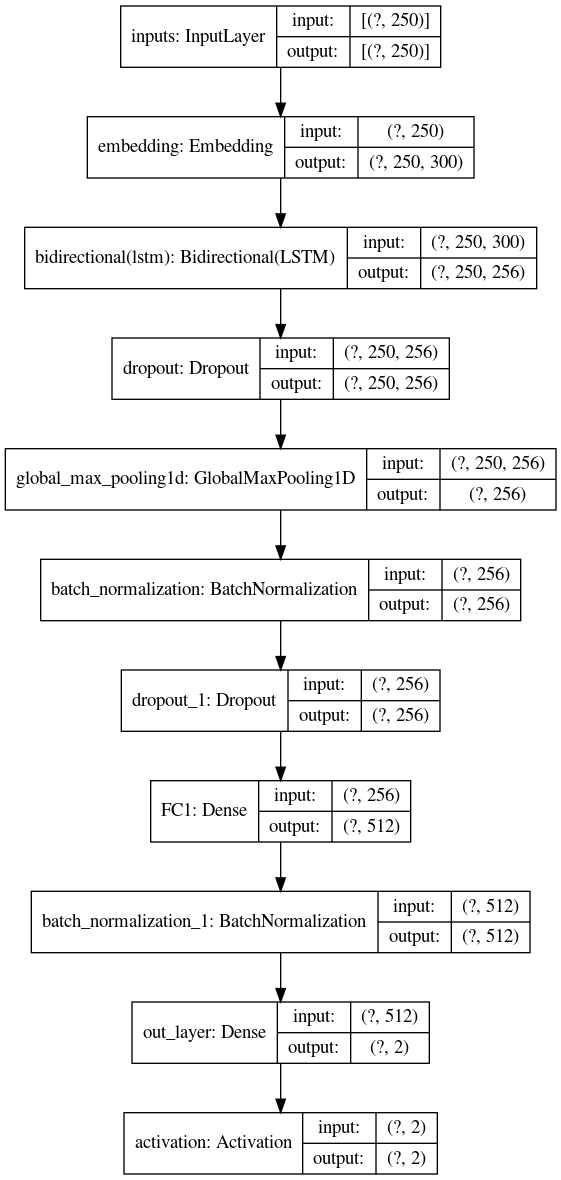 inputs: InputLayer
input: [(?, 250)]
output: [(?, 250)]
embedding: Embedding
input: (?, 250)
output: (?, 250, 300)
bidirectional(lstm): Bidirectional(LSTM)
input: (?, 250, 300)
output: (?, 250, 256)
dropout: Dropout
input: (?, 250, 256)
output: (?, 250, 256)
global_max_pooling1d: GlobalMaxPooling1D
input: (?, 250, 256)
output: (?, 256)
batch_normalization: BatchNormalization
input: (?, 256)
output: (?, 256)
dropout_1: Dropout
input: (?, 256)
output: (?, 256)
FC1: Dense
input: (?, 256)
output: (?, 512)
batch_normalization_1: BatchNormalization
input: (?, 512)
output: (?, 512)
out_layer: Dense
input: (?, 512)
output: (?, 2)
activation: Activation
input: (?, 2)
output: (?, 2)